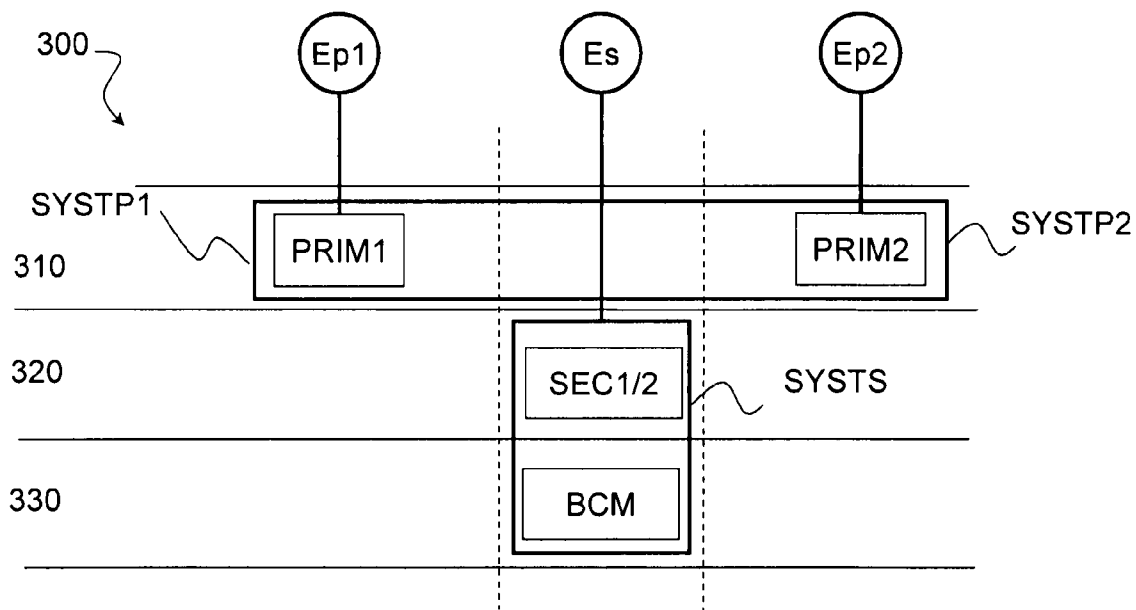 300
Ep1
Es
Ep2
SYSTP1
SYSTP2
PRIM1
PRIM2
310
320
SEC1/2
SYSTS
330
BCM